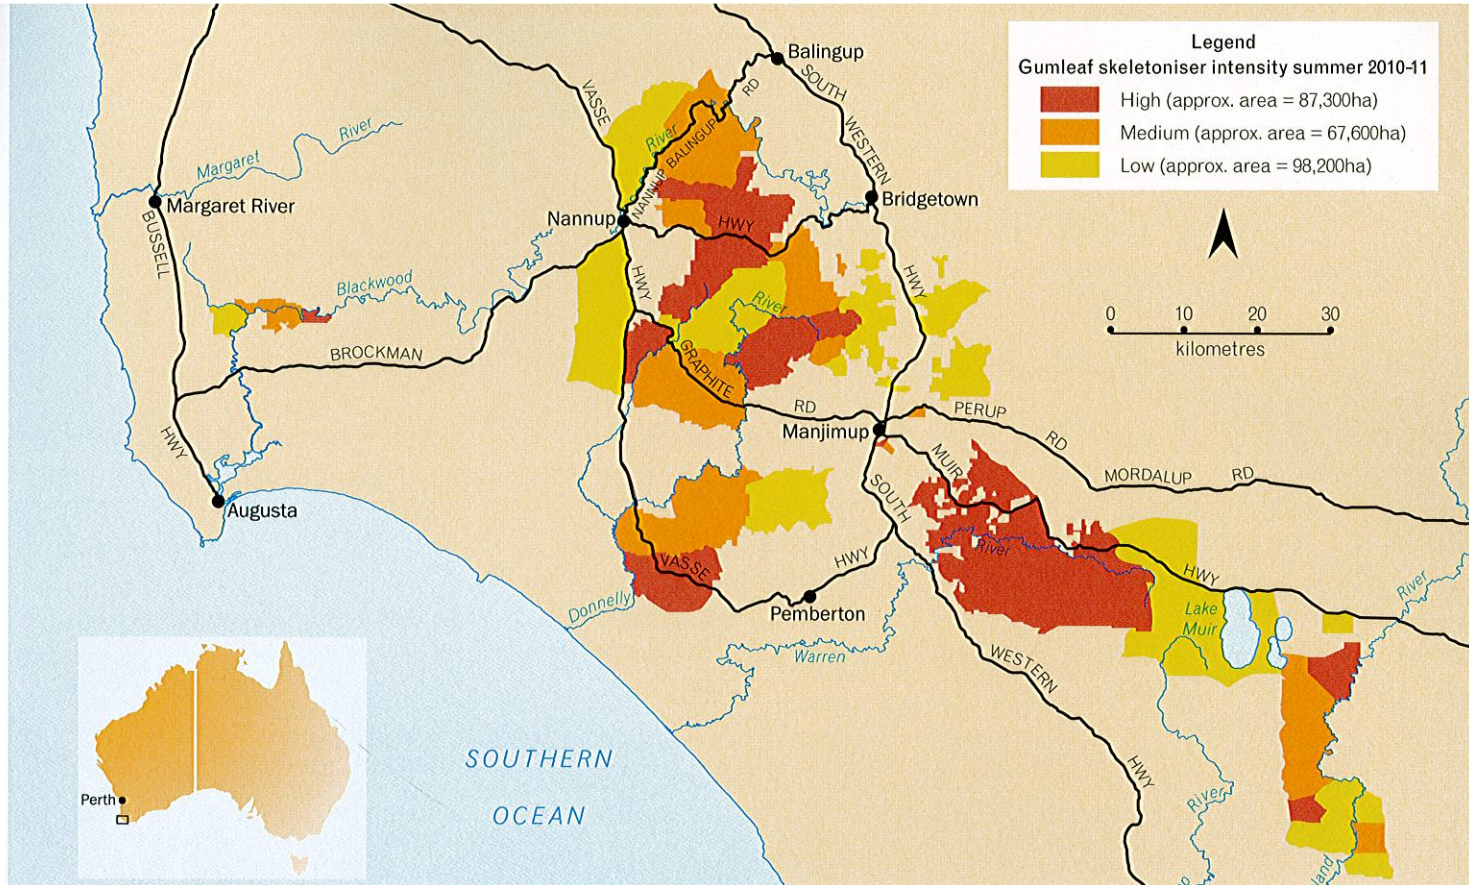 Legend
Gumleaf skeletoniser intensity summer 2010-11
High (approx. area = 87,300ha)
Medium (approx. area = 67,600ha)
Low (approx. area = 98,200ha)
0 10 20 30
kilometres
Balingup
SOUTH
WESTERN
HWY
VASSE
HWY
River
NANNUP BALINGUP
RD
Margaret
River
Margaret River
BUSSELL
HWY
Nannup
HWY
Bridgetown
Blackwood
River
BROCKMAN
GRAPHITE
RD
Manjimup
PERUP
RD
MORDALUP
RD
MUIR
HWY
SOUTH
Augusta
River
VASSE
HWY
Donnelly
Pemberton
Warren
WESTERN
HWY
Lake
Muir
River
River
land
SOUTHERN
OCEAN
Perth